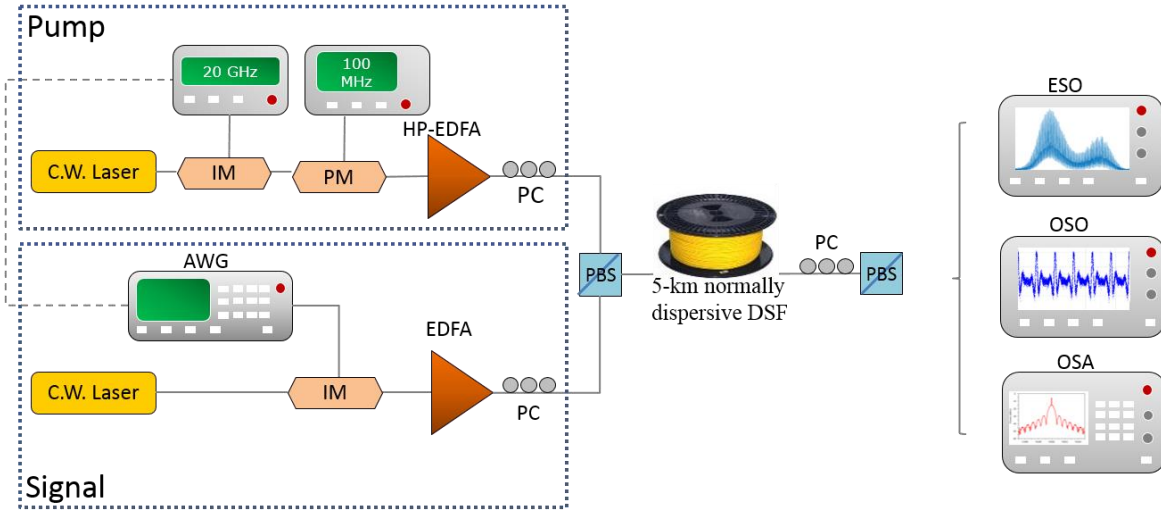 Pump
20 GHz
100
MHz
HP-EDFA
C.W. Laser
IM
PM
PC
AWG
EDFA
C.W. Laser
IM
PC
Signal
PBS
5-km normally
dispersive DSF
PC
PBS
ESO
OSO
OSA